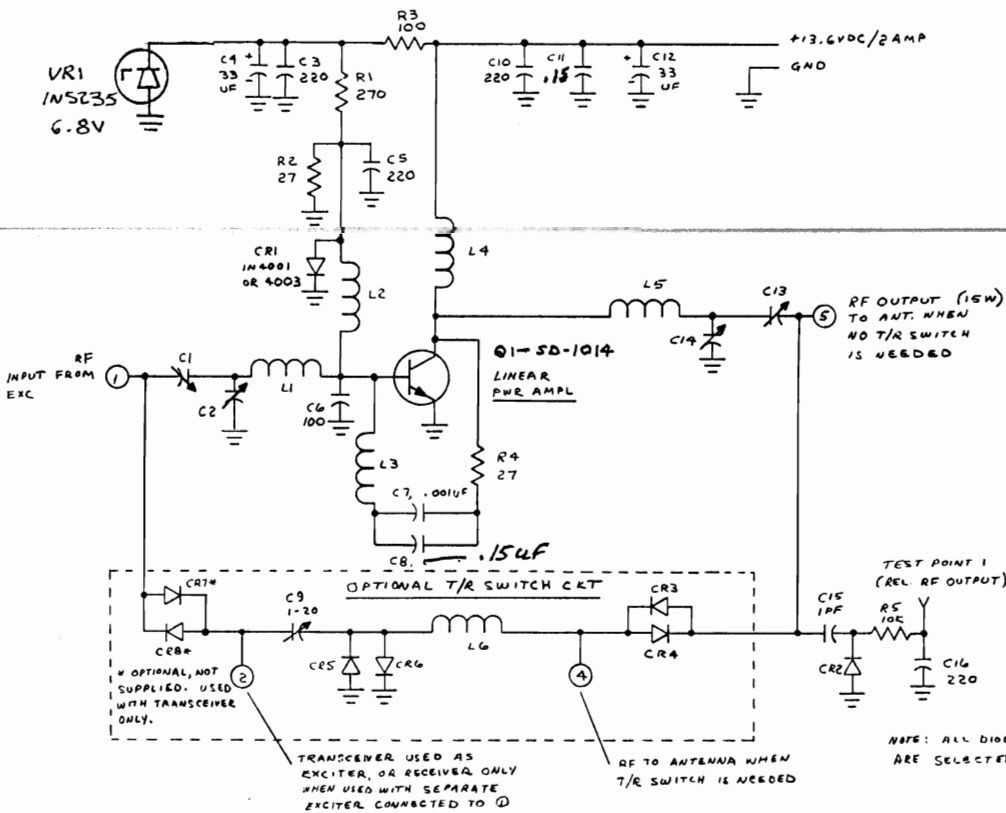 R3
100
+13.6VDC/2AMP
GND
VR1
1N5235
6.8V
C4 +
33
UF -
C3
220
R1
270
C10
220
C11
.15
C12
+
33
UF -
R2
27
C5
220
CR1
1N4001
OR 4003
L2
L4
L5
C13
C14
5
RF OUTPUT (15W)
TO ANT. WHEN
NO T/R SWITCH
IS NEEDED
Q1-SD-1014
LINEAR
PWR AMPL
RF
INPUT FROM
EXC
1
C1
C2
L1
C6
100
L3
R4
27
C7, .001UF
C8. .15uF
OPTIONAL T/R SWITCH CKT
CR7*
CR8*
C9
1-20
CR5
CR6
L6
CR3
CR4
2
4
* OPTIONAL, NOT
SUPPLIED. USED
WITH TRANSCEIVER
ONLY.
TEST POINT 1
(REL. RF OUTPUT)
C15
1PF
R5
10K
CR2
C16
220
TRANSCEIVER USED AS
EXCITER, OR RECEIVER ONLY
WHEN USED WITH SEPARATE
EXCITER CONNECTED TO ①
RF TO ANTENNA WHEN
T/R SWITCH IS NEEDED
NOTE: ALL DIO
ARE SELECTE